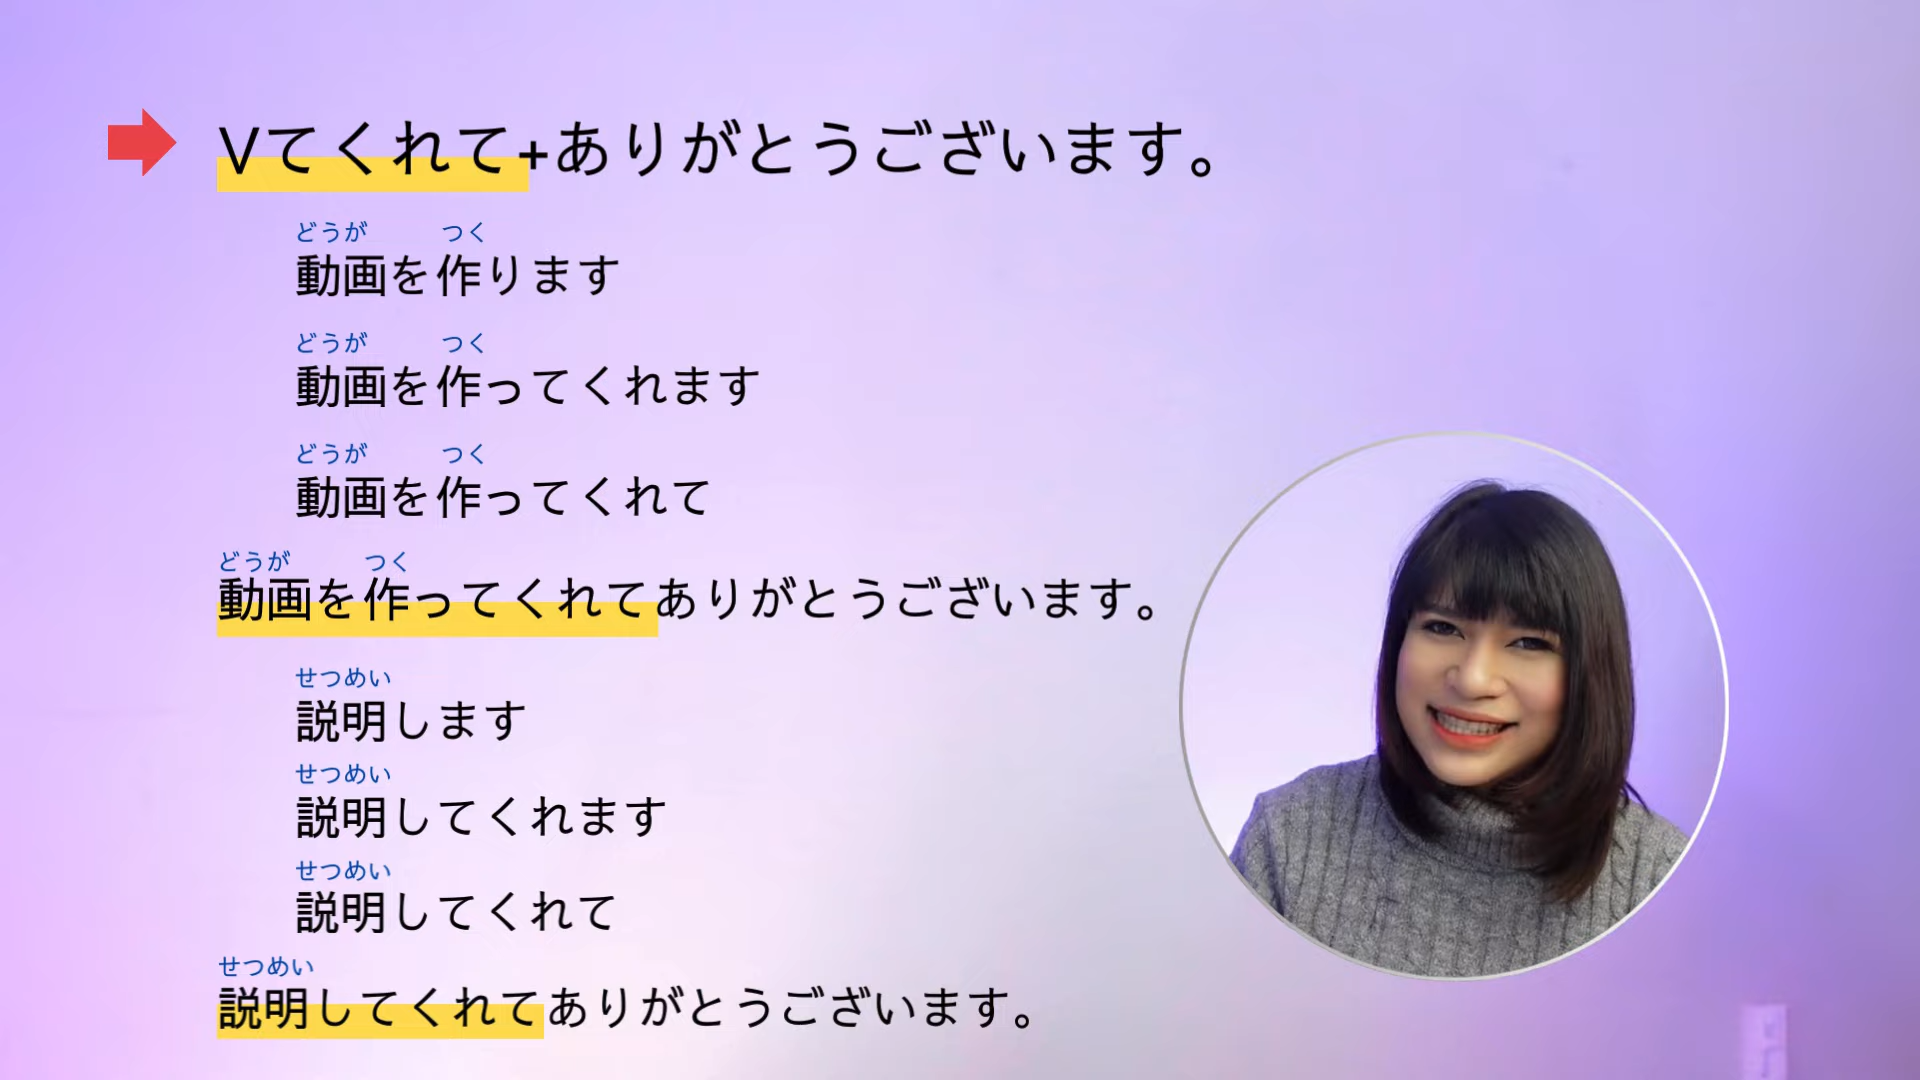 Vてくれて+ありがとうございます。
どうが つく
動画を作ります
どうが つく
動画を作ってくれます
どうが つく
動画を作ってくれて
どうが つく
動画を作ってくれてありがとうございます。
せつめい
説明します
せつめい
説明してくれます
せつめい
説明してくれて
せつめい
説明してくれてありがとうございます。